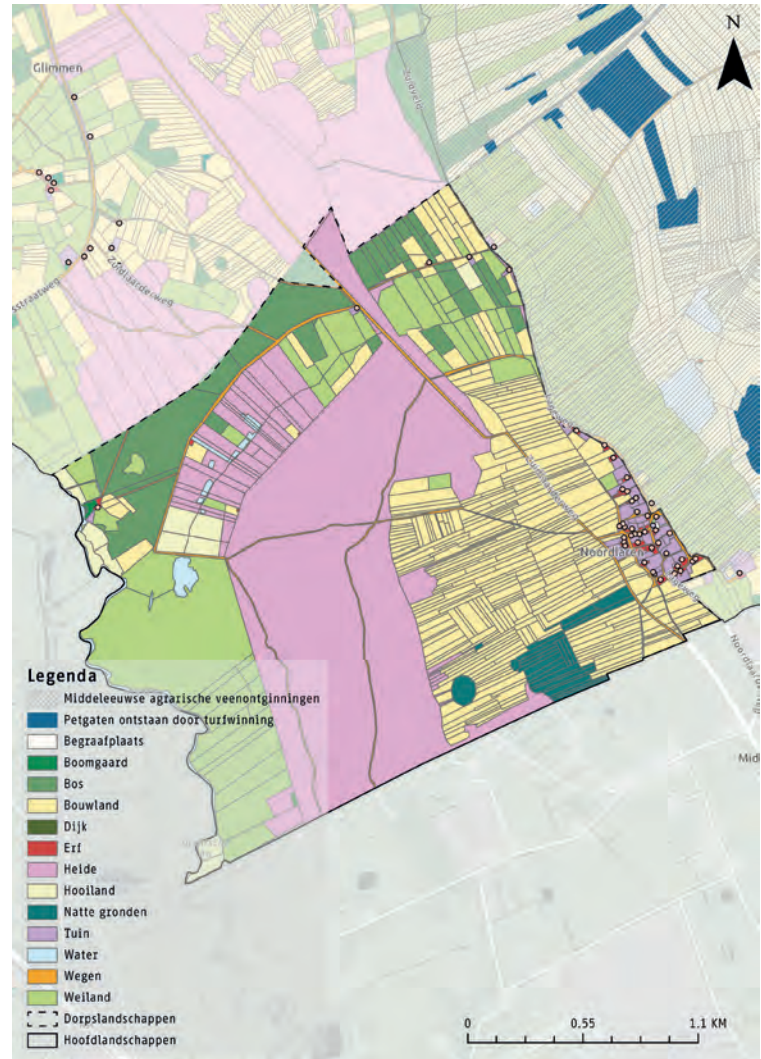 N
Glimmen
Zuidlaarderweg
Noordlaren
Legenda
Middeleeuwse agrarische veenontginningen
Petgaten ontstaan door turfwinning
Begraafplaats
Boomgaard
Bos
Bouwland
Dijk
Erf
Heide
Hooiland
Natte gronden
Tuin
Water
Wegen
Weiland
Dorpslandschappen
Hoofdlandschappen
0 0.55 1.1 KM